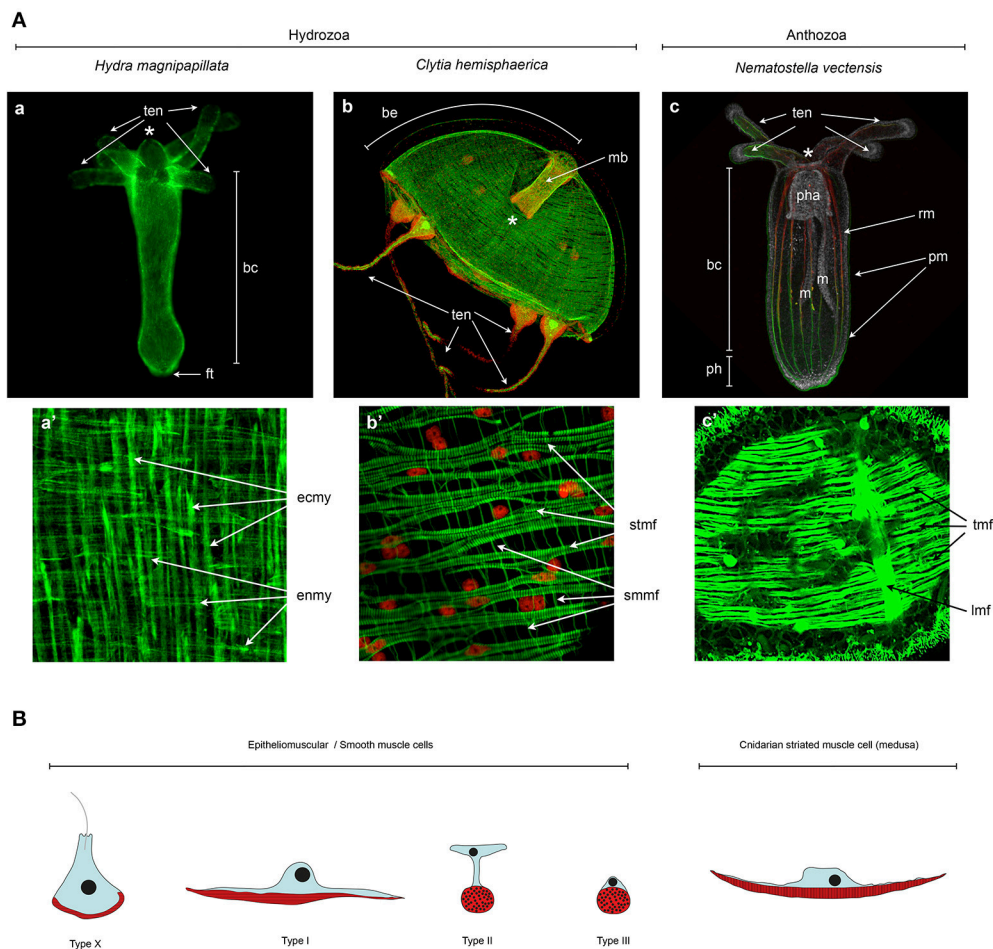 A
Hydrozoa
Anthozoa
Hydra magnipapillata
Clytia hemisphaerica
Nematostella vectensis
a
ten
*
bc
ft
b
be
mb
*
ten
c
ten
*
pha
rm
bc
pm
m
m
ph
a’
ecmy
enmy
b’
stmf
smmf
c’
tmf
lmf
B
Epitheliomuscular / Smooth muscle cells
Cnidarian striated muscle cell (medusa)
Type X
Type I
Type II
Type III